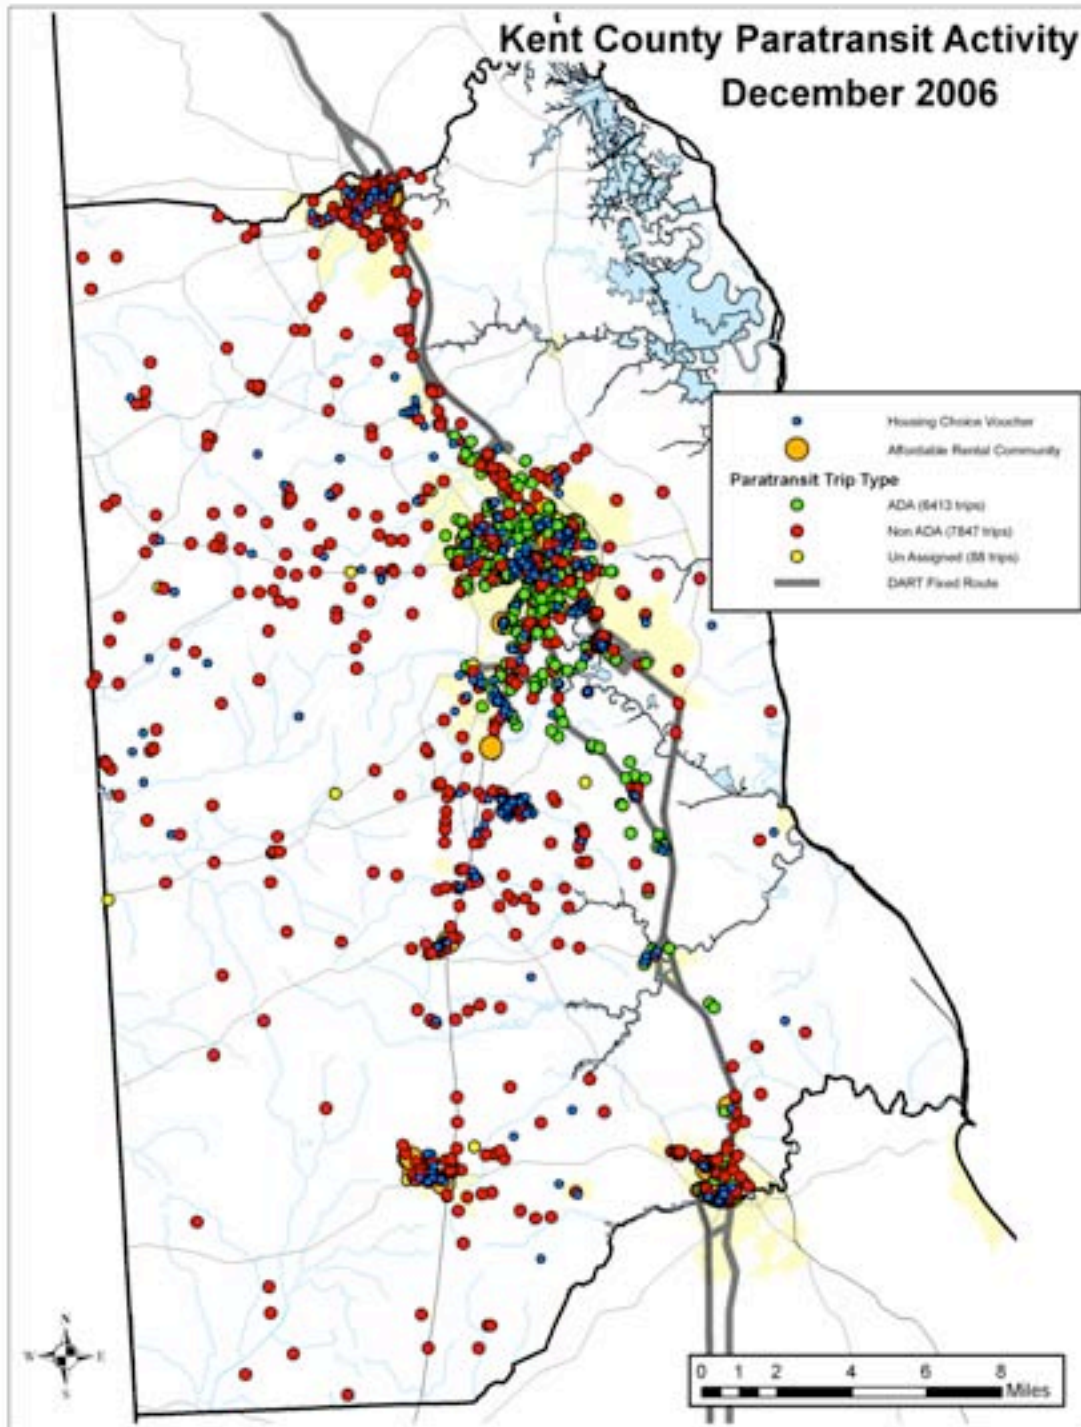 Kent County Paratransit Activity
December 2006
Housing Choice Voucher
Affordable Rental Community
Paratransit Trip Type
ADA (6413 trips)
Non ADA (7847 trips)
Un Assigned (88 trips)
DART Fixed Route
N
W E
S
0 1 2 4 6 8
Miles